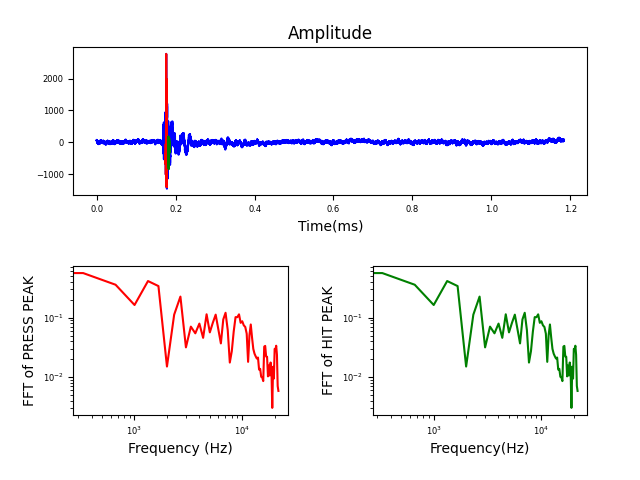 Amplitude
2000
1000
0
−1000
0.0 0.2 0.4 0.6 0.8 1.0 1.2
Time(ms)
FFT of PRESS PEAK
10⁻¹
10⁻²
10³ 10⁴
Frequency (Hz)
FFT of HIT PEAK
10⁻¹
10⁻²
10³ 10⁴
Frequency(Hz)